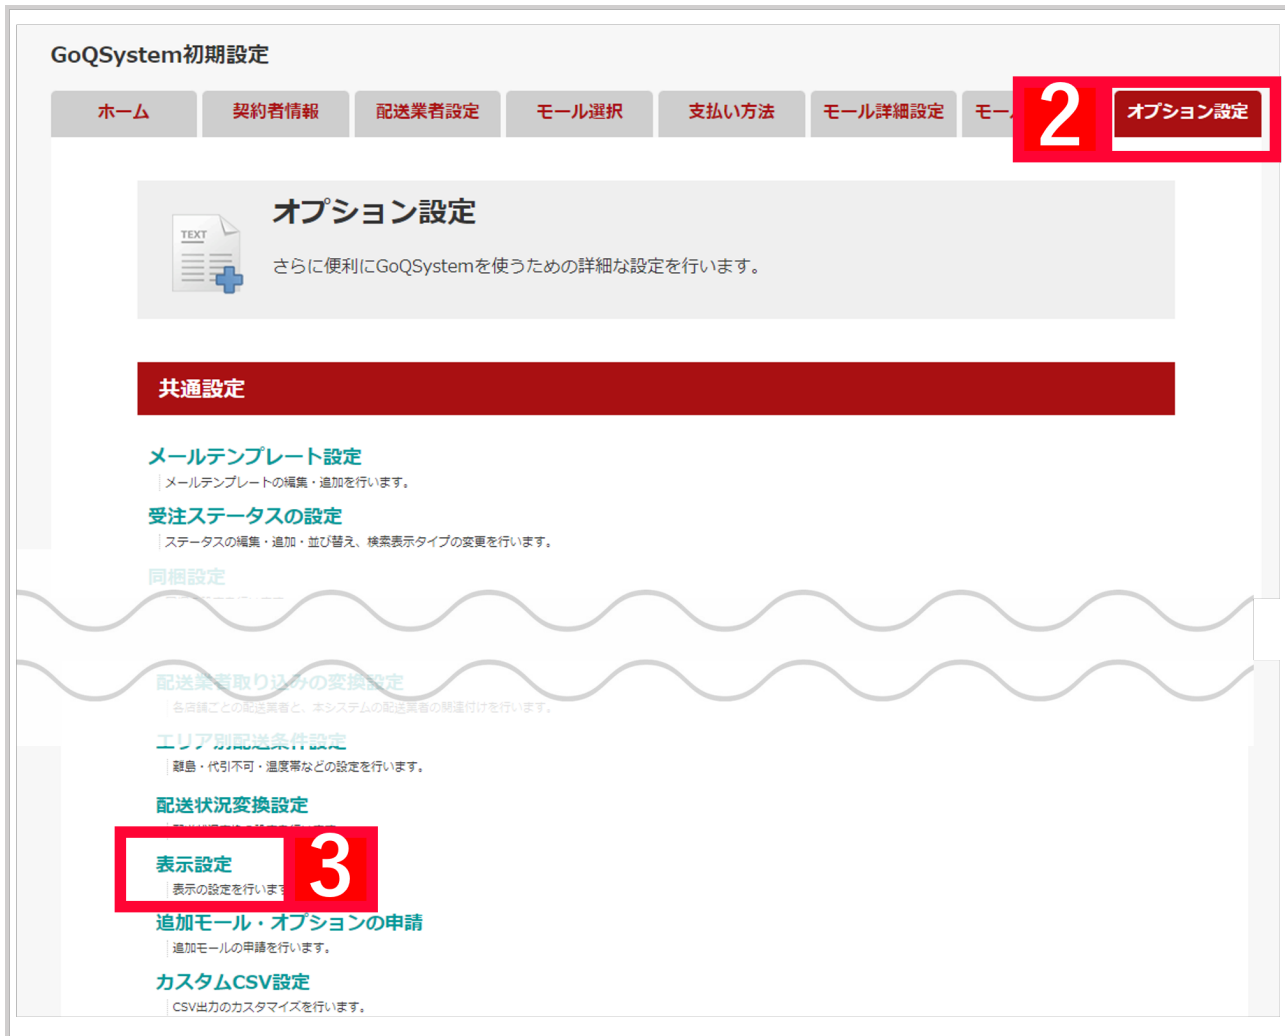 GoQSystem初期設定
ホーム 契約者情報 配送業者設定 モール選択 支払い方法 モール詳細設定 モー 2 オプション設定
オプション設定
TEXT
さらに便利にGoQSystemを使うための詳細な設定を行います。
共通設定
メールテンプレート設定
メールテンプレートの編集・追加を行います。
受注ステータスの設定
ステータスの編集・追加・並び替え、検索表示タイプの変更を行います。
同梱設定
配送業者取り込みの変換設定
各店舗ごとの配送業者と、本システムの配送業者の関連付けを行います。
エリア別配送条件設定
離島・代引不可・温度帯などの設定を行います。
配送状況変換設定
表示設定
3
表示の設定を行います
追加モール・オプションの申請
追加モールの申請を行います。
カスタムCSV設定
CSV出力のカスタマイズを行います。